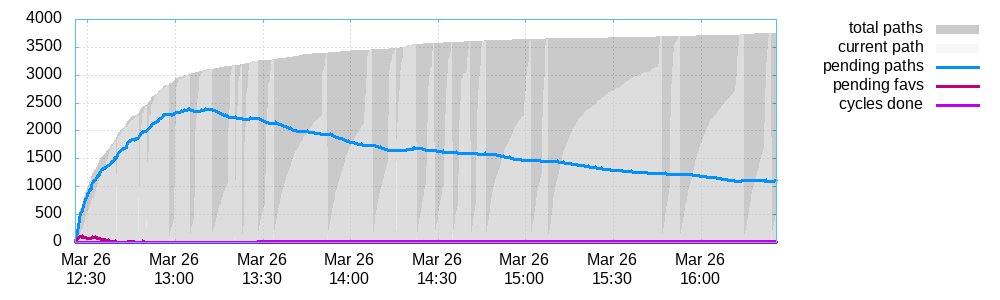 4000
3500
3000
2500
2000
1500
1000
500
0
Mar 26 Mar 26 Mar 26 Mar 26 Mar 26 Mar 26 Mar 26 Mar 26
12:30 13:00 13:30 14:00 14:30 15:00 15:30 16:00
total paths
current path
pending paths
pending favs
cycles done